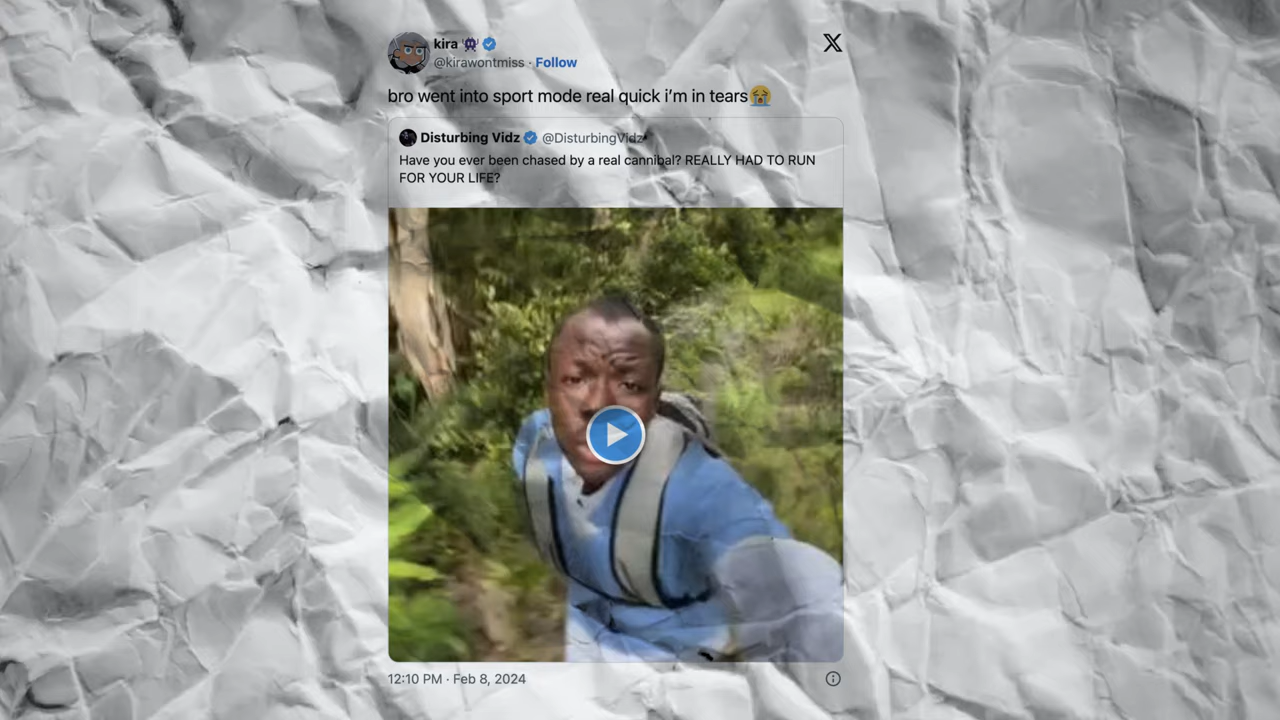 kira 👾 
@kirawontmiss · Follow
bro went into sport mode real quick i'm in tears😭
Disturbing Vidz @DisturbingVidz
Have you ever been chased by a real cannibal? REALLY HAD TO RUN
FOR YOUR LIFE?
12:10 PM · Feb 8, 2024